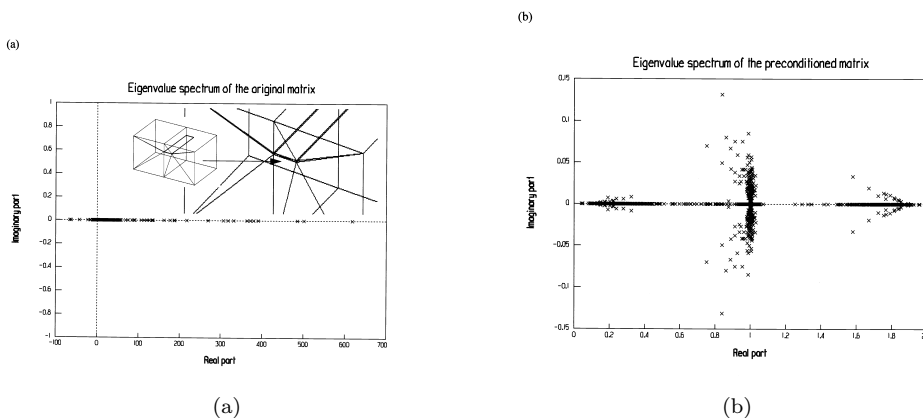 (a)
Eigenvalue spectrum of the original matrix
1
0.8
0.6
0.4
0.2
0
-0.2
-0.4
-0.6
-0.8
-1
Imaginary part
-100 0 100 200 300 400 500 600 700
Real part
(a)
(b)
Eigenvalue spectrum of the preconditioned matrix
0.15
0.1
0.05
0
-0.05
-0.1
-0.15
Imaginary part
0 0.2 0.4 0.6 0.8 1 1.2 1.4 1.6 1.8 2
Real part
(b)